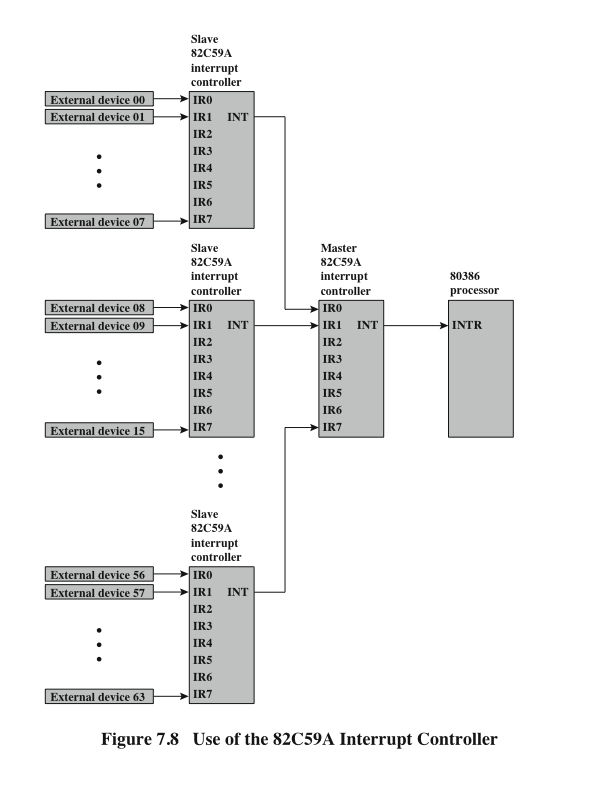 Slave
82C59A
interrupt
controller
External device 00
External device 01
External device 07
IR0
IR1 INT
IR2
IR3
IR4
IR5
IR6
IR7
Slave
82C59A
interrupt
controller
External device 08
External device 09
External device 15
IR0
IR1 INT
IR2
IR3
IR4
IR5
IR6
IR7
Master
82C59A
interrupt
controller
IR0
IR1 INT
IR2
IR3
IR4
IR5
IR6
IR7
80386
processor
INTR
Slave
82C59A
interrupt
controller
External device 56
External device 57
External device 63
IR0
IR1 INT
IR2
IR3
IR4
IR5
IR6
IR7
Figure 7.8 Use of the 82C59A Interrupt Controller